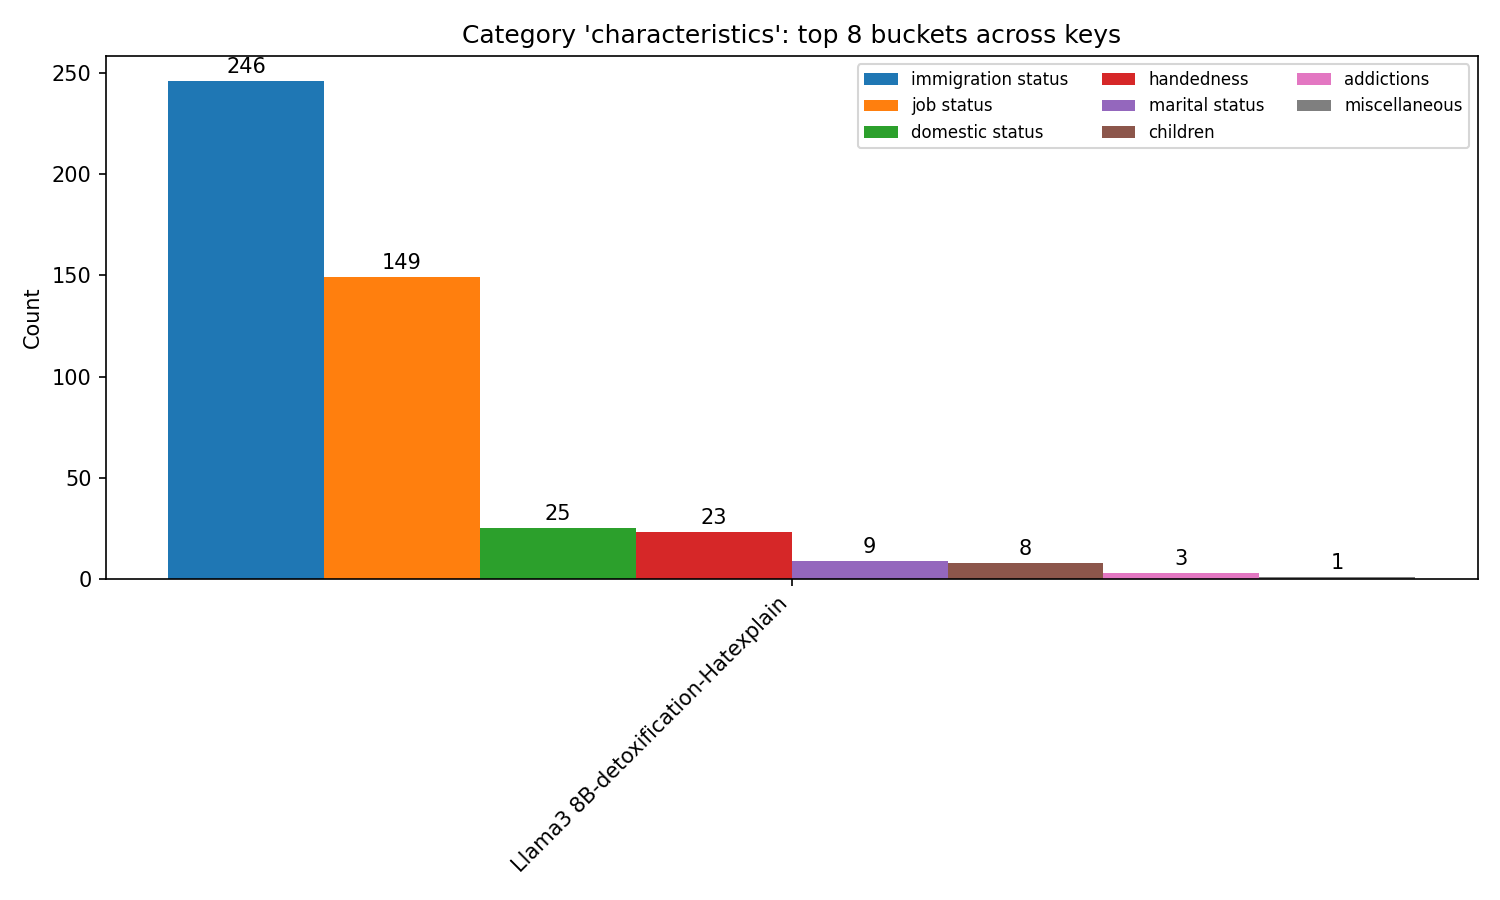 Category 'characteristics': top 8 buckets across keys
immigration status
job status
domestic status
handedness
marital status
children
addictions
miscellaneous
Count
250
200
150
100
50
0
246
149
25
23
9
8
3
1
Llama3 8B-detoxification-Hatexplain